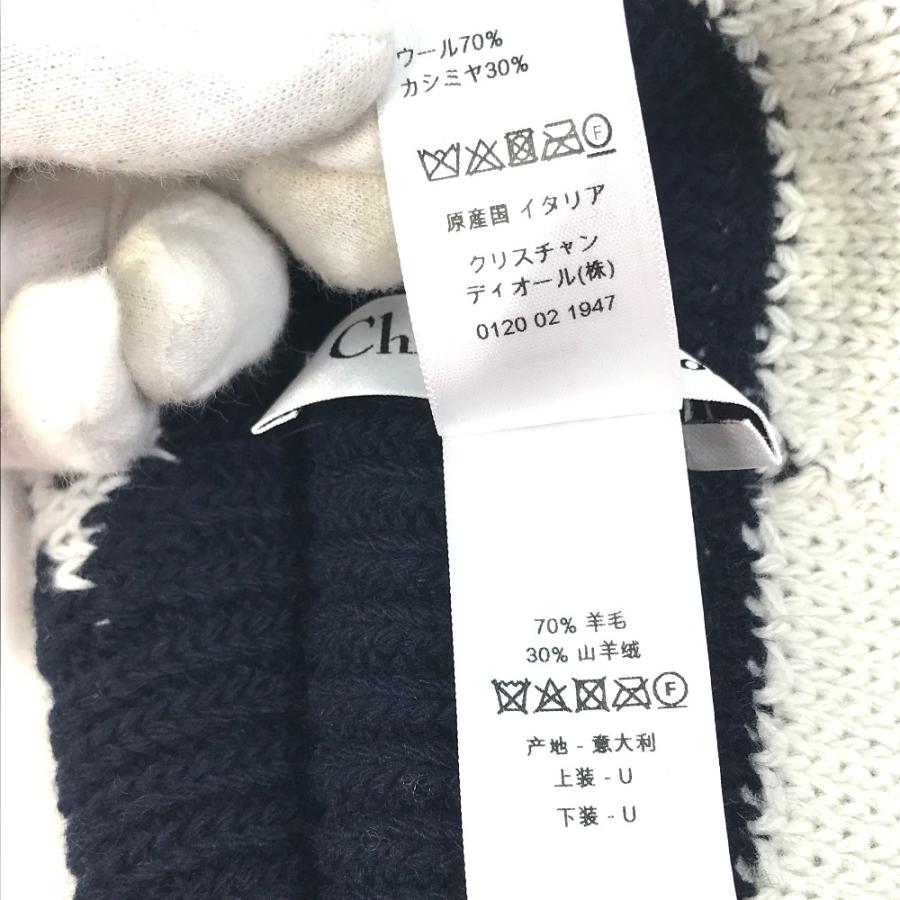 ウール70%
カシミヤ30%
F
原産国 イタリア
クリスチャン
ディオール(株)
0120 02 1947
Ch
70% 羊毛
30% 山羊绒
F
产地 - 意大利
上装 - U
下装 - U